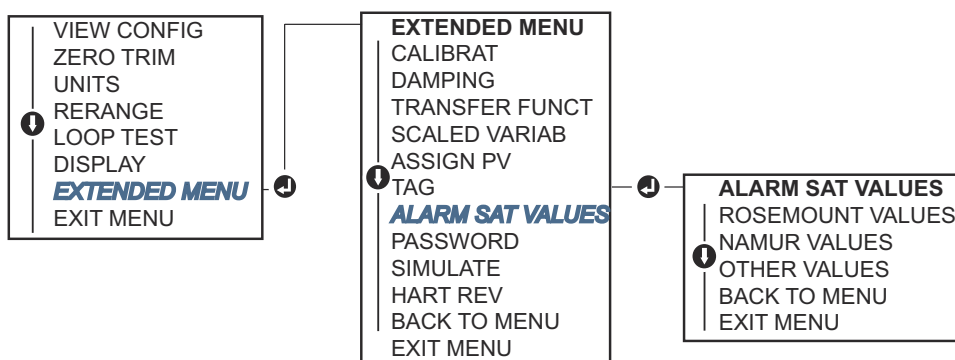 VIEW CONFIG
ZERO TRIM
UNITS
RERANGE
LOOP TEST
DISPLAY
EXTENDED MENU
EXIT MENU
EXTENDED MENU
CALIBRAT
DAMPING
TRANSFER FUNCT
SCALED VARIAB
ASSIGN PV
TAG
ALARM SAT VALUES
PASSWORD
SIMULATE
HART REV
BACK TO MENU
EXIT MENU
ALARM SAT VALUES
ROSEMOUNT VALUES
NAMUR VALUES
OTHER VALUES
BACK TO MENU
EXIT MENU